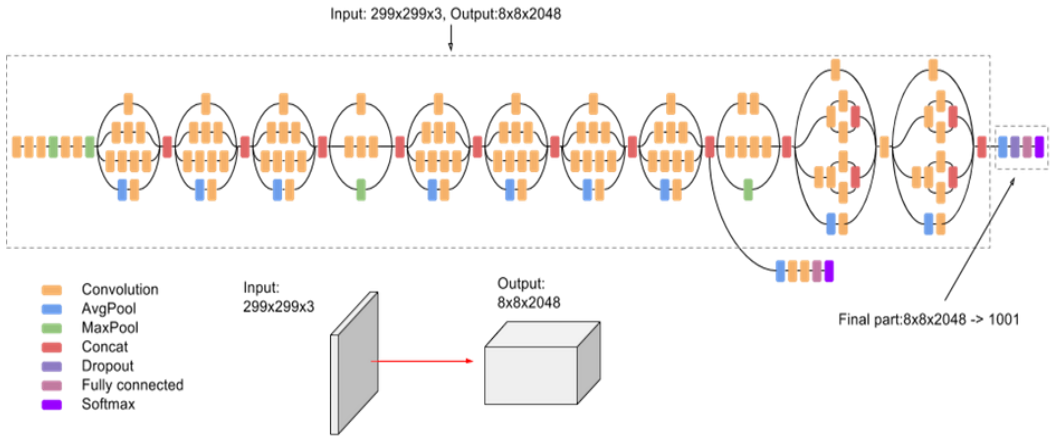 Input: 299x299x3, Output:8x8x2048
Convolution
AvgPool
MaxPool
Concat
Dropout
Fully connected
Softmax
Input:
299x299x3
Output:
8x8x2048
Final part:8x8x2048 -> 1001